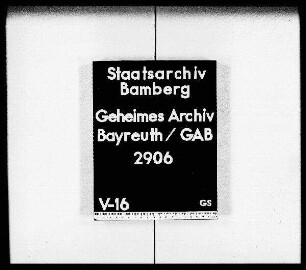 Staatsarchiv
Bamberg
Geheimes Archiv
Bayreuth / GAB
2906
V-16 GS